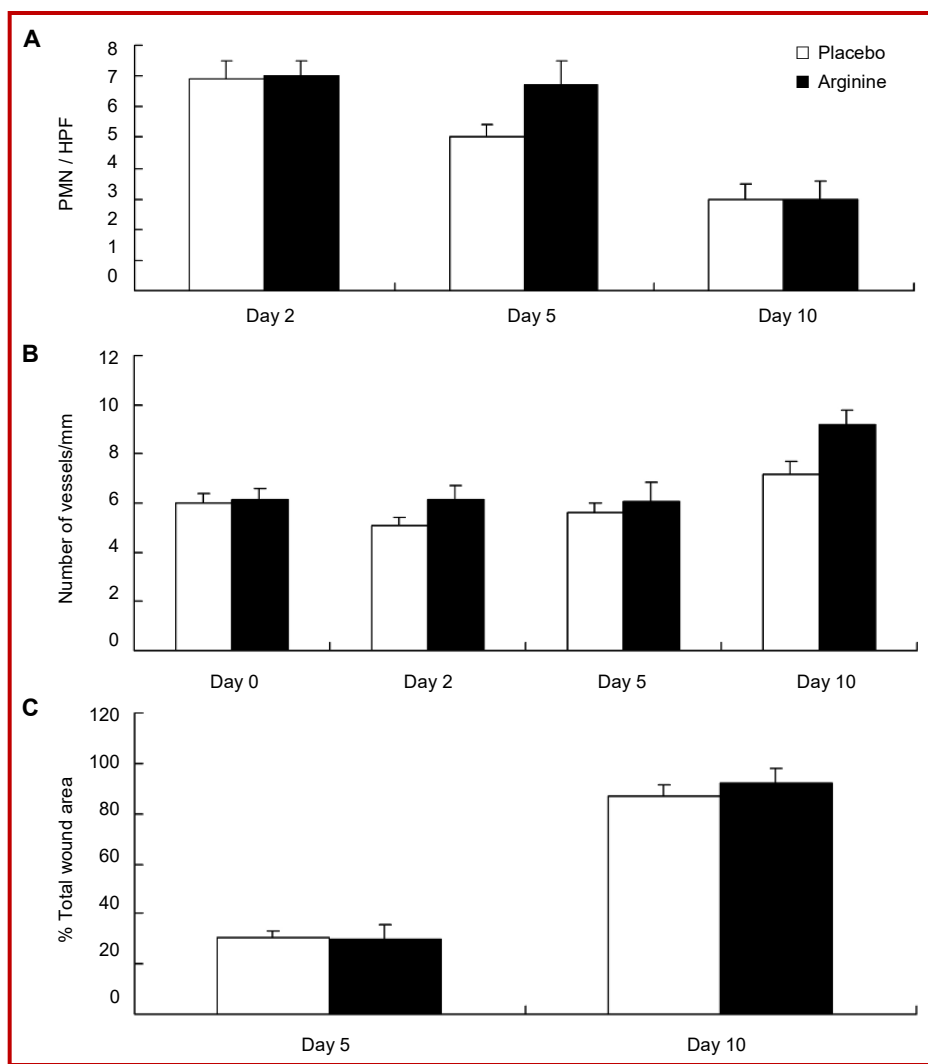 A
8
7
6
5
4
3
2
1
0
PMN / HPF
Placebo
Arginine
Day 2 Day 5 Day 10
B
12
10
8
6
4
2
0
Number of vessels/mm
Day 0 Day 2 Day 5 Day 10
C
120
100
80
60
40
20
0
% Total wound area
Day 5 Day 10